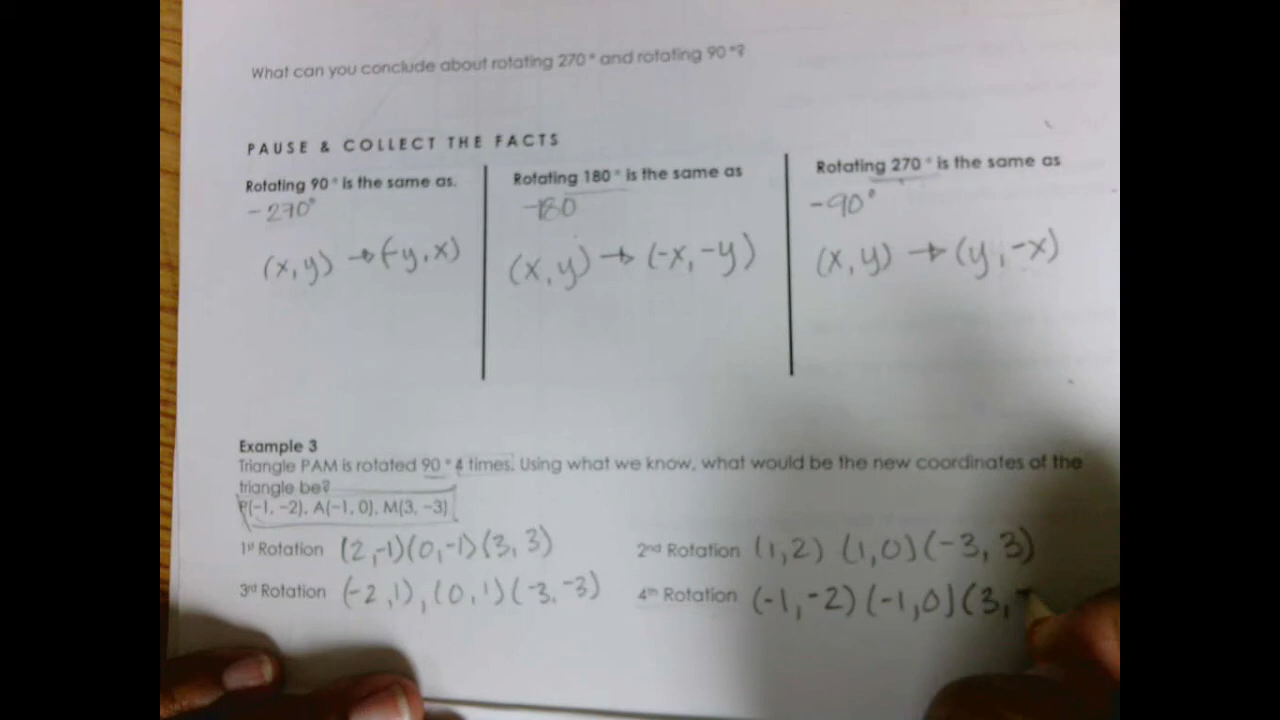 What can you conclude about rotating 270° and rotating 90°?
PAUSE & COLLECT THE FACTS
Rotating 90° is the same as.
-270°
(x,y) → (-y,x)
Rotating 180° is the same as
-180
(x,y) → (-x,-y)
Rotating 270° is the same as
-90°
(x,y) → (y,-x)
Example 3
Triangle PAM is rotated 90° 4 times. Using what we know, what would be the new coordinates of the
triangle be?
P(-1, -2), A(-1, 0), M(3, -3)
1st Rotation (2,-1)(0,-1)(3,3)
2nd Rotation (1,2) (1,0)(-3,3)
3rd Rotation (-2,1),(0,1)(-3,-3)
4th Rotation (-1,-2)(-1,0)(3,-